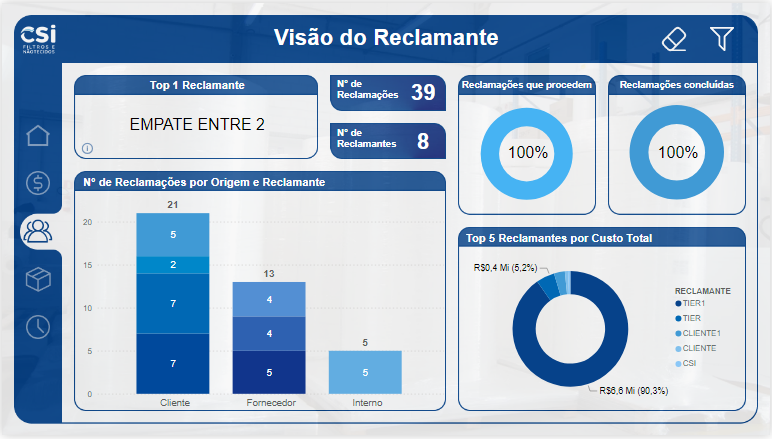 CSi
FILTROS E
NÃOTECIDOS
Visão do Reclamante
Top 1 Reclamante
EMPATE ENTRE 2
Nº de
Reclamações
39
Nº de
Reclamantes
8
Reclamações que procedem
100%
Reclamações concluídas
100%
Nº de Reclamações por Origem e Reclamante
20
15
10
5
0
21
5
2
7
7
13
4
4
5
5
5
Cliente
Fornecedor
Interno
Top 5 Reclamantes por Custo Total
R$0,4 Mi (5,2%)
R$6,6 Mi (90,3%)
RECLAMANTE
TIER1
TIER
CLIENTE1
CLIENTE
CSI